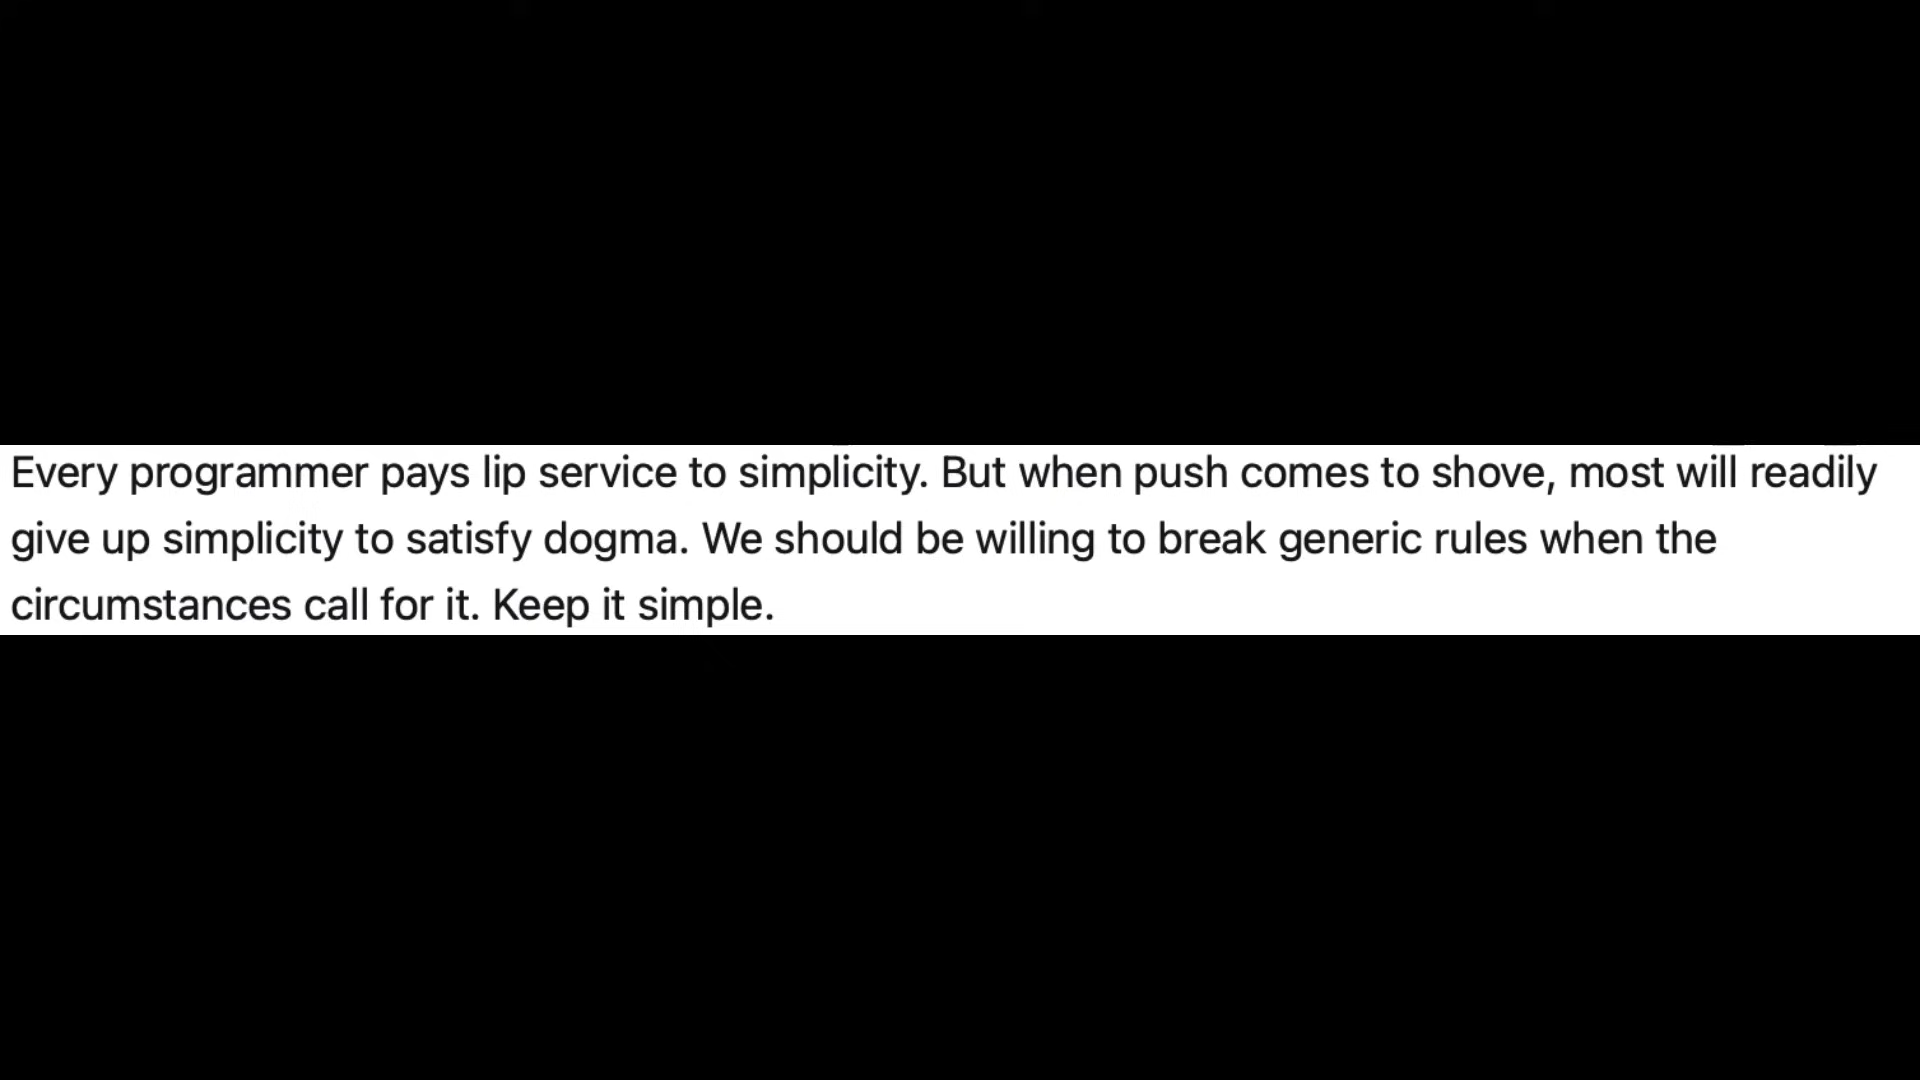 Every programmer pays lip service to simplicity. But when push comes to shove, most will readily
give up simplicity to satisfy dogma. We should be willing to break generic rules when the
circumstances call for it. Keep it simple.